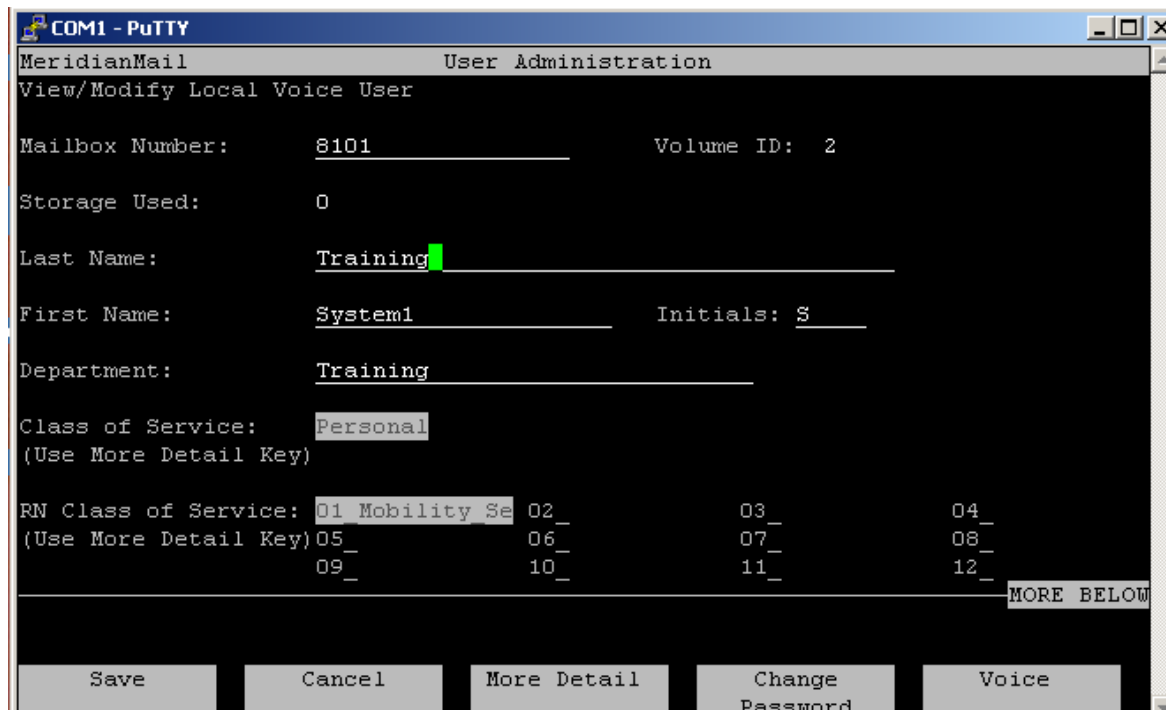 COM1 - PuTTY
MeridianMail User Administration
View/Modify Local Voice User
Mailbox Number: 8101 Volume ID: 2
Storage Used: 0
Last Name: Training
First Name: System1 Initials: S
Department: Training
Class of Service: Personal
(Use More Detail Key)
RN Class of Service: 01_Mobility_Se 02_ 03_ 04_
(Use More Detail Key) 05_ 06_ 07_ 08_
09_ 10_ 11_ 12_
MORE BELOW
Save Cancel More Detail Change Password Voice